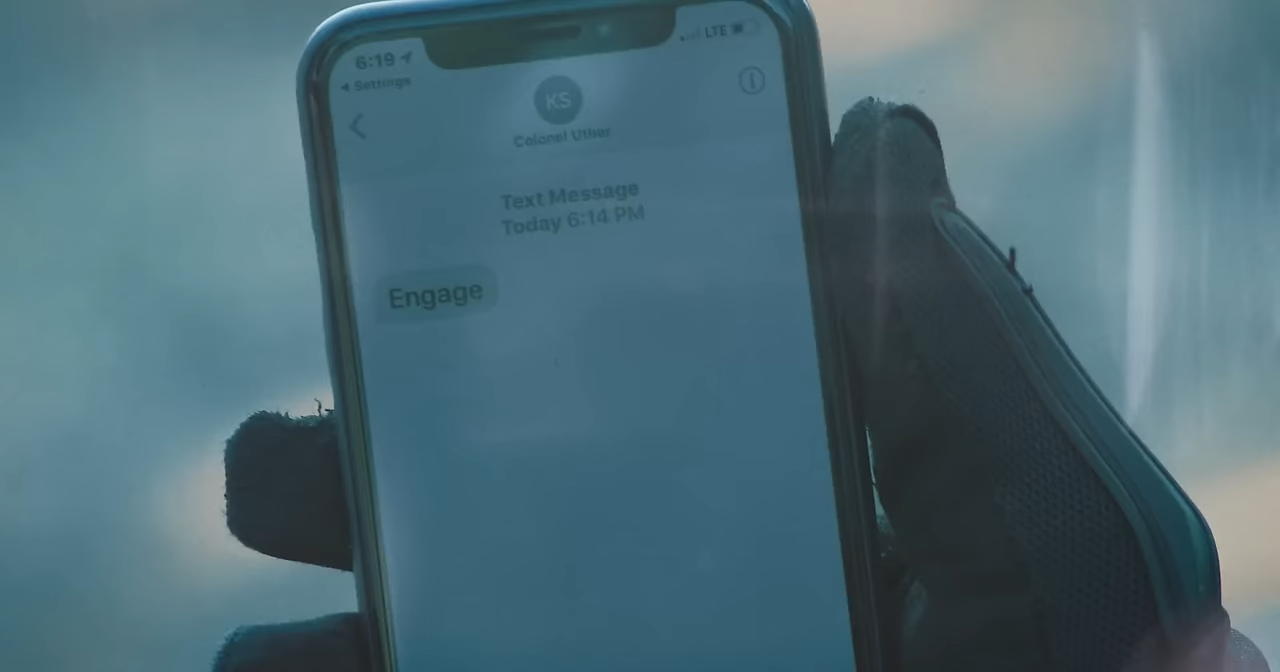 6:19
LTE
Settings
KS
Colonel Uther
Text Message
Today 6:14 PM
Engage